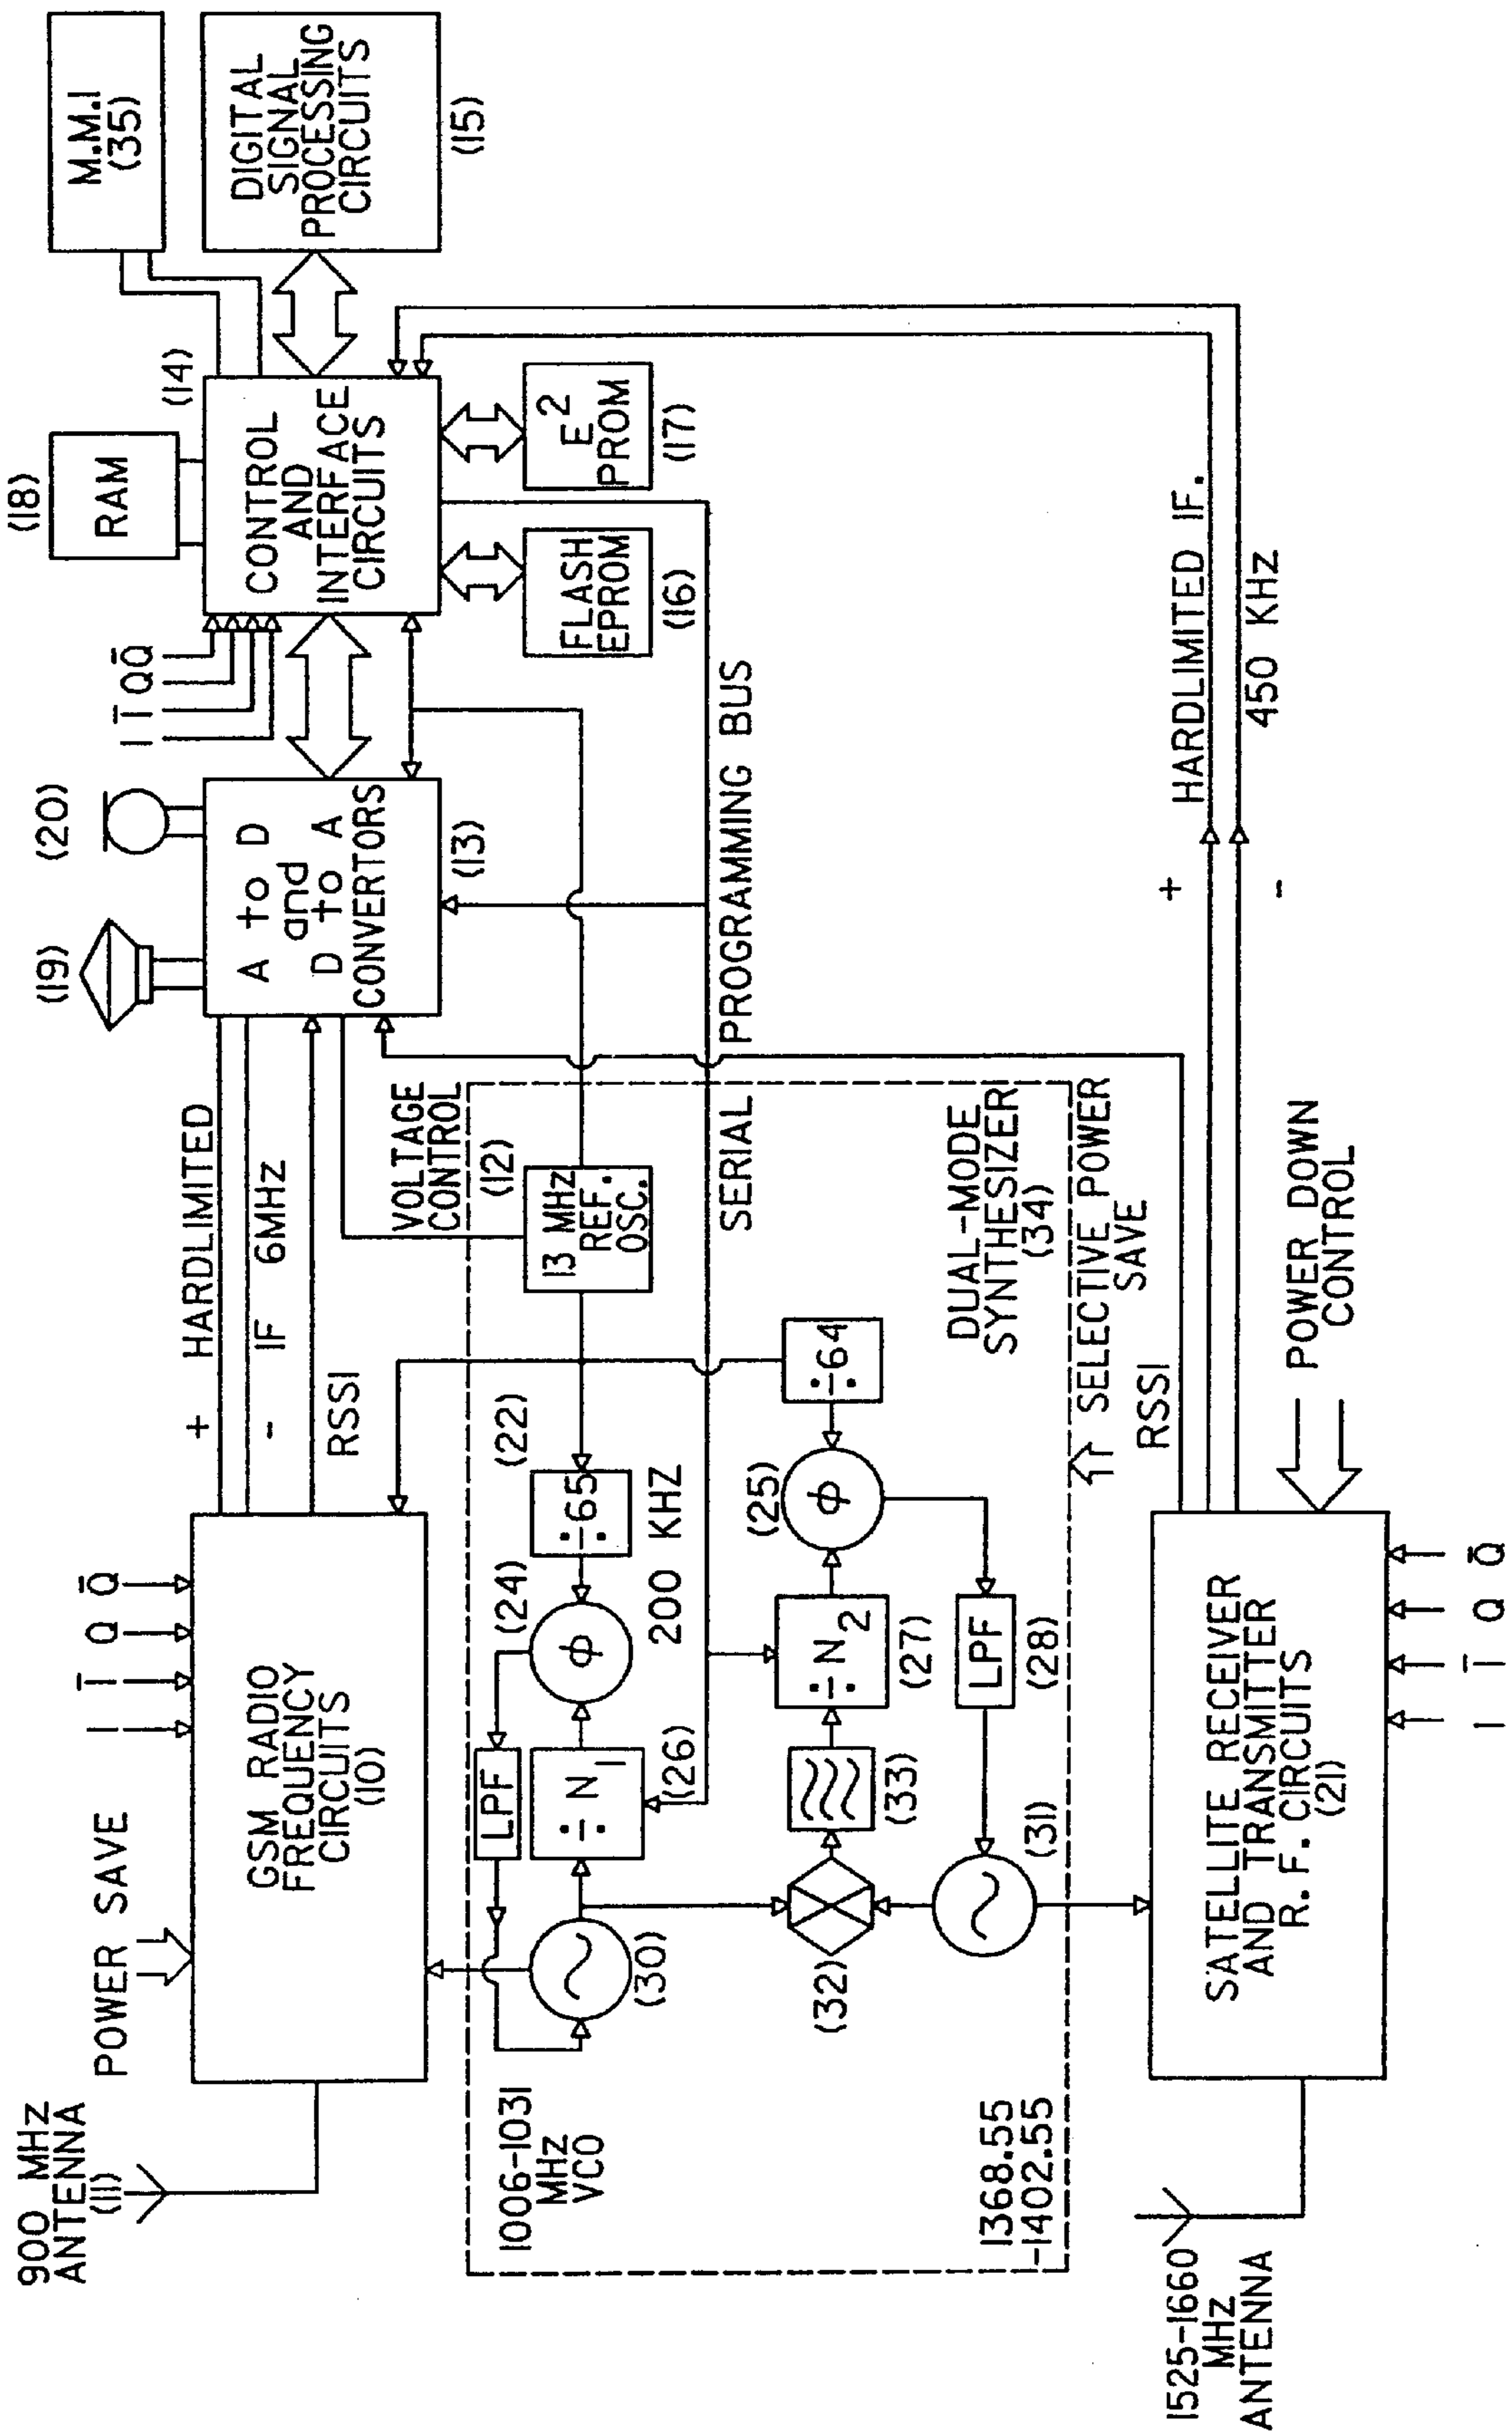 900 MHz
ANTENNA
(11)
POWER SAVE
I Ī Q Q̄
GSM RADIO
FREQUENCY
CIRCUITS
(10)
+ HARDLIMITED
- IF 6MHz
RSSI
(19)
(20)
A to D
and
D to A
CONVERTORS
(13)
I Ī Q Q̄
(18)
RAM
(14)
CONTROL
AND
INTERFACE
CIRCUITS
M.M.I
(35)
DIGITAL
SIGNAL
PROCESSING
CIRCUITS
(15)
FLASH
EPROM
(16)
E2
PROM
(17)
VOLTAGE
CONTROL
(12)
13 MHz
REF.
OSC.
SERIAL PROGRAMMING BUS
1006-1031
MHz
VCO
(30)
LPF
÷ N1
(26)
(24)
ϕ
(22)
÷65
200 KHZ
(32)
(33)
÷ N2
(27)
(25)
ϕ
÷64
LPF
(28)
(31)
1368.55
-1402.55
DUAL-MODE
SYNTHESIZER
(34)
SELECTIVE POWER
SAVE
RSSI
+ HARDLIMITED IF.
- 450 KHz
POWER DOWN
CONTROL
1525-1660
MHz
ANTENNA
SATELLITE RECEIVER
AND TRANSMITTER
R. F. CIRCUITS
(21)
I Ī Q Q̄